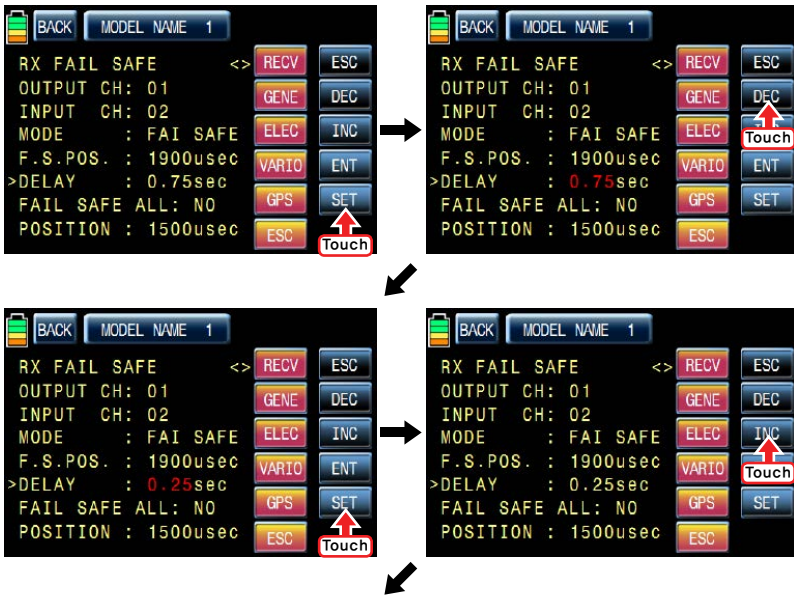 BACK MODEL NAME 1
RX FAIL SAFE <> RECV ESC
OUTPUT CH: 01 GENE DEC
INPUT CH: 02
MODE : FAI SAFE ELEC INC
F.S.POS. : 1900usec VARIO ENT
>DELAY : 0.75sec
FAIL SAFE ALL: NO GPS SET
POSITION : 1500usec ESC Touch
BACK MODEL NAME 1
RX FAIL SAFE <> RECV ESC
OUTPUT CH: 01 GENE DEC
INPUT CH: 02
MODE : FAI SAFE ELEC Touch
F.S.POS. : 1900usec VARIO ENT
>DELAY : 0.75sec
FAIL SAFE ALL: NO GPS SET
POSITION : 1500usec ESC
BACK MODEL NAME 1
RX FAIL SAFE <> RECV ESC
OUTPUT CH: 01 GENE DEC
INPUT CH: 02
MODE : FAI SAFE ELEC INC
F.S.POS. : 1900usec VARIO ENT
>DELAY : 0.25sec
FAIL SAFE ALL: NO GPS SET
POSITION : 1500usec ESC Touch
BACK MODEL NAME 1
RX FAIL SAFE <> RECV ESC
OUTPUT CH: 01 GENE DEC
INPUT CH: 02
MODE : FAI SAFE ELEC INC
F.S.POS. : 1900usec VARIO Touch
>DELAY : 0.25sec
FAIL SAFE ALL: NO GPS SET
POSITION : 1500usec ESC